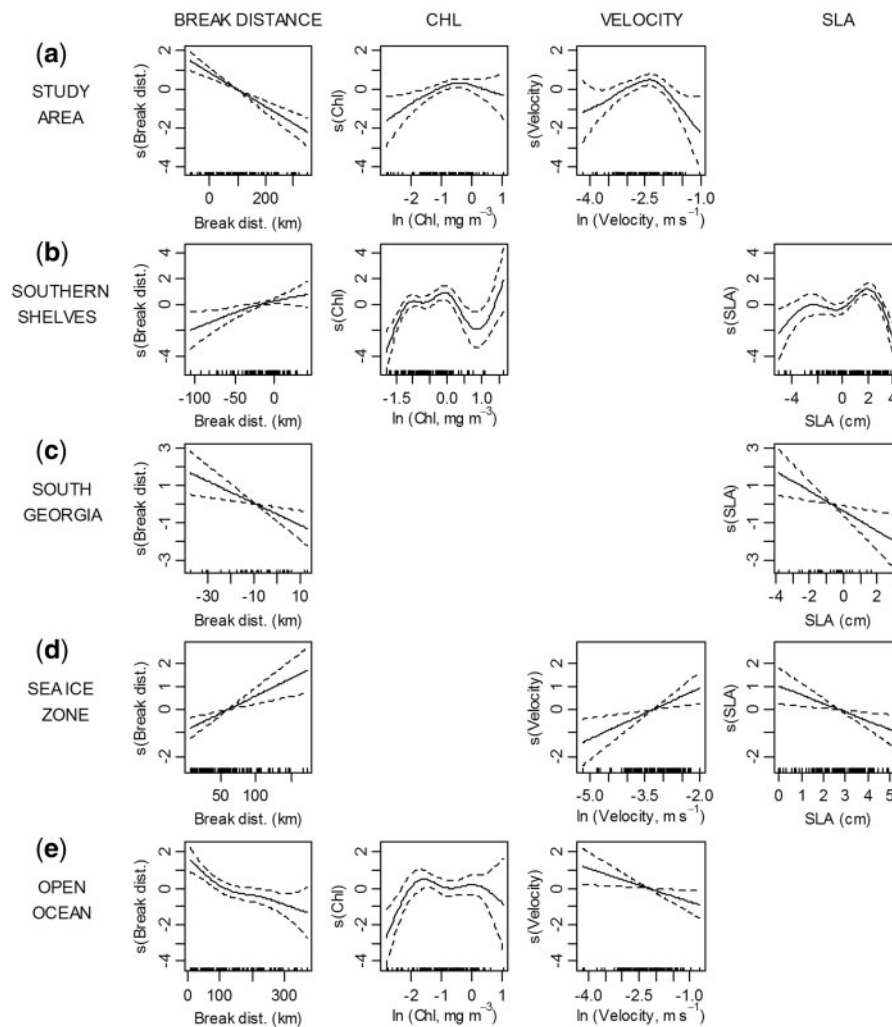 BREAK DISTANCE CHL VELOCITY SLA
(a)
STUDY
AREA
s(Break dist.)
2
0
2
-4
0 200
Break dist. (km)
s(Chl)
2
0
2
-4
-2 -1 0 1
ln (Chl, mg m⁻³)
s(Velocity)
2
0
2
-4
-4.0 -2.5 -1.0
ln (Velocity, m s⁻¹)
(b)
SOUTHERN
SHELVES
s(Break dist.)
4
2
0
-4
-100 -50 0
Break dist. (km)
s(Chl)
4
2
0
-4
-1.5 0.0 1.0
ln (Chl, mg m⁻³)
s(SLA)
4
2
0
-4
-4 0 2 4
SLA (cm)
(c)
SOUTH
GEORGIA
s(Break dist.)
3
1
-1
-3
-30 -10 10
Break dist. (km)
s(SLA)
3
1
-1
-3
-4 -2 0 2
SLA (cm)
(d)
SEA ICE
ZONE
s(Break dist.)
2
1
0
-2
50 100
Break dist. (km)
s(Velocity)
2
1
0
-2
-5.0 -3.5 -2.0
ln (Velocity, m s⁻¹)
s(SLA)
2
1
0
-2
0 1 2 3 4 5
SLA (cm)
(e)
OPEN
OCEAN
s(Break dist.)
2
0
2
-4
0 100 300
Break dist. (km)
s(Chl)
2
0
2
-4
-1 0 1
ln (Chl, mg m⁻³)
s(Velocity)
2
0
2
-4
-4.0 -2.5 -1.0
ln (Velocity, m s⁻¹)